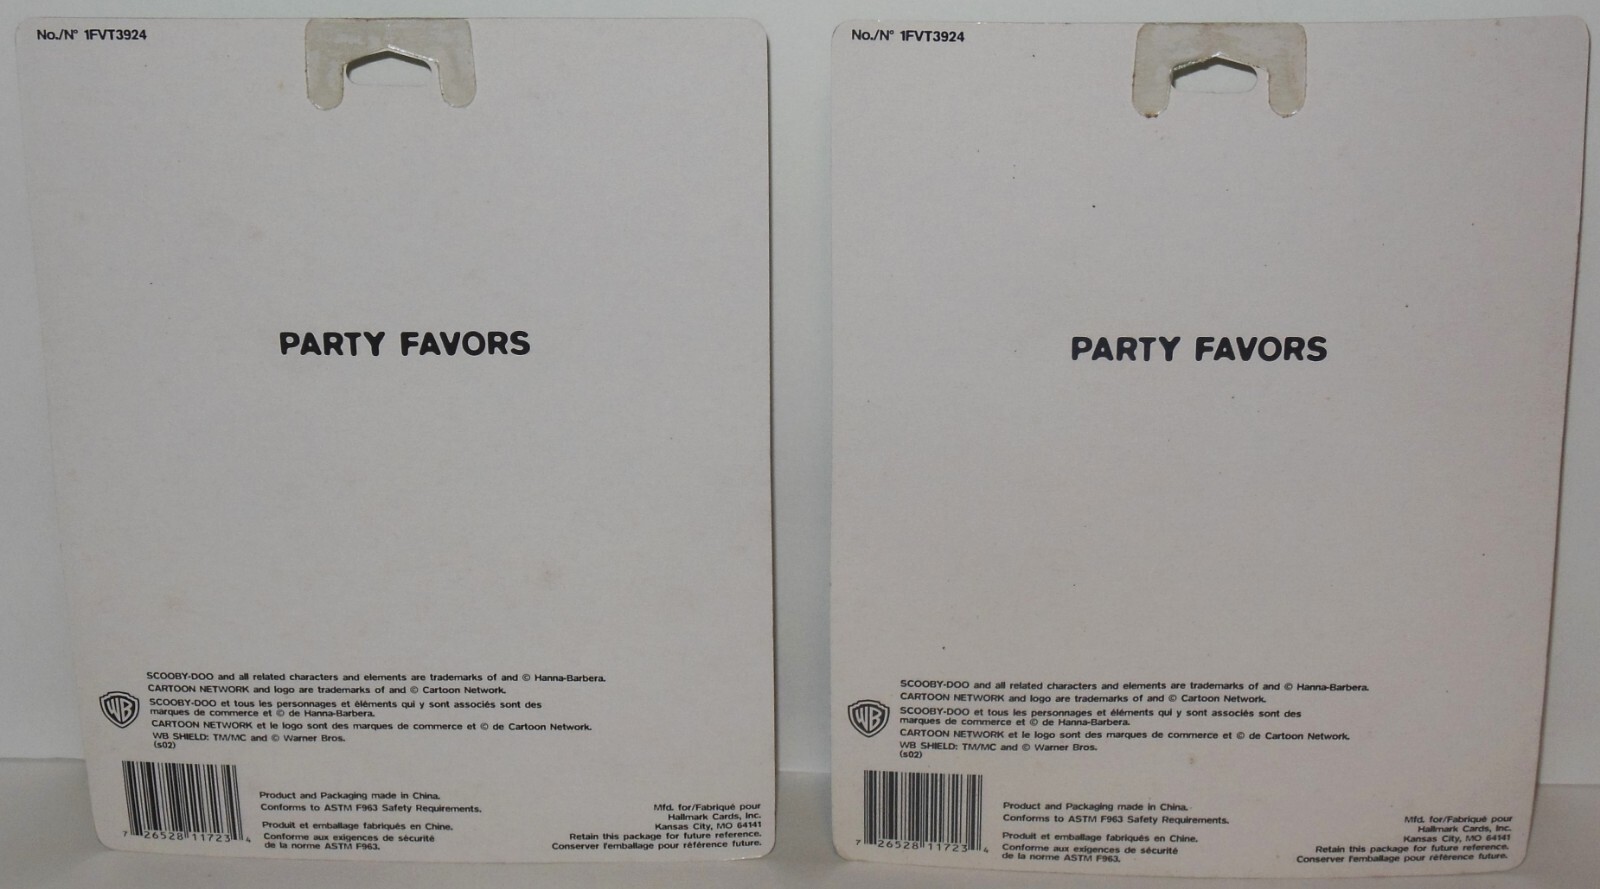 No./N° 1FVT3924
PARTY FAVORS
SCOOBY-DOO and all related characters and elements are trademarks of and © Hanna-Barbera.
CARTOON NETWORK and logo are trademarks of and © Cartoon Network.
SCOOBY-DOO et tous les personnages et éléments qui y sont associés sont des
marques de commerce et © de Hanna-Barbera.
CARTOON NETWORK et le logo sont des marques de commerce et © de Cartoon Network.
WB SHIELD: TM/MC and © Warner Bros.
(s02)
WB
Product and Packaging made in China.
Conforms to ASTM F963 Safety Requirements.
Produit et emballage fabriqués en Chine.
Conforme aux exigences de sécurité
de la norme ASTM F963.
Mfd. for/Fabriqué pour
Hallmark Cards, Inc.
Kansas City, MO 64141
Retain this package for future reference.
Conserver l'emballage pour référence future.
7 26528 11723 4
No./N° 1FVT3924
PARTY FAVORS
SCOOBY-DOO and all related characters and elements are trademarks of and © Hanna-Barbera.
CARTOON NETWORK and logo are trademarks of and © Cartoon Network.
SCOOBY-DOO et tous les personnages et éléments qui y sont associés sont des
marques de commerce et © de Hanna-Barbera.
CARTOON NETWORK et le logo sont des marques de commerce et © de Cartoon Network.
WB SHIELD: TM/MC and © Warner Bros.
(s02)
WB
Product and Packaging made in China.
Conforms to ASTM F963 Safety Requirements.
Produit et emballage fabriqués en Chine.
Conforme aux exigences de sécurité
de la norme ASTM F963.
Mfd. for/Fabriqué pour
Hallmark Cards, Inc.
Kansas City, MO 64141
Retain this package for future reference.
Conserver l'emballage pour référence future.
7 26528 11723 4